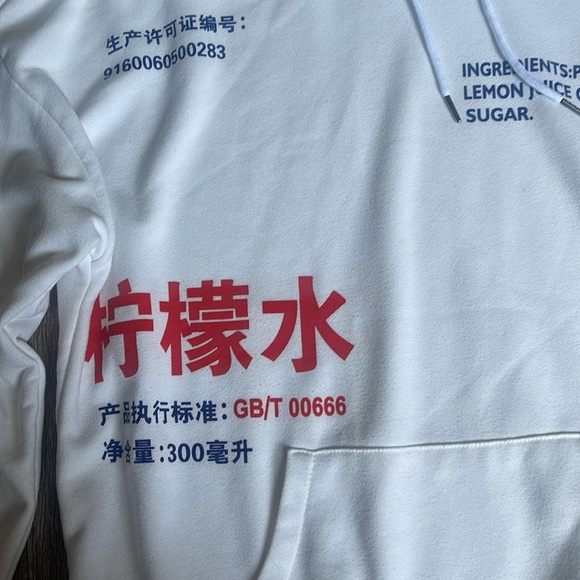 生产许可证编号:
9160060500283
INGREDIENTS:P
LEMON JUICE
SUGAR.
柠檬水
产品执行标准: GB/T 00666
净含量:300毫升